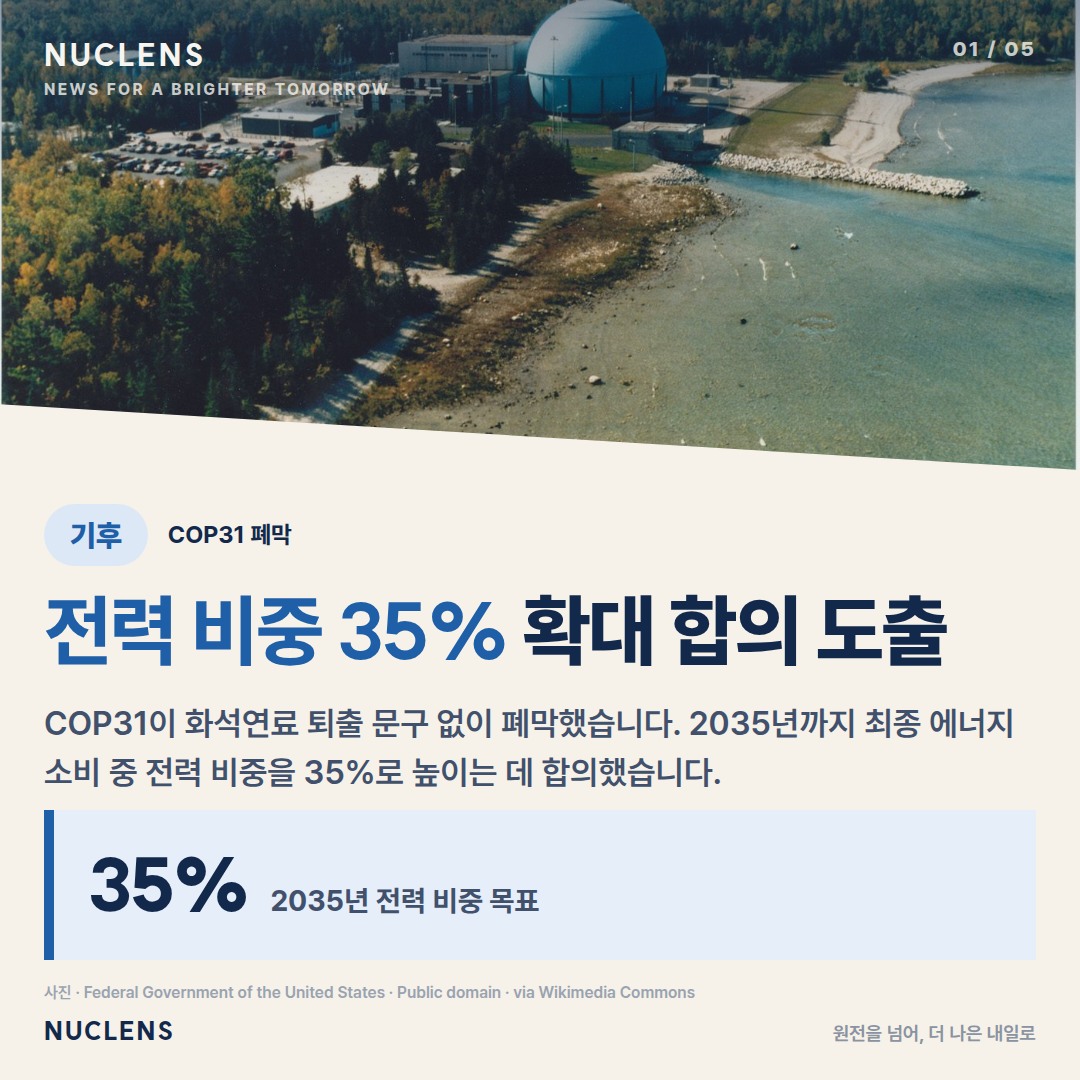 NUCLENS
01 / 05
NEWS FOR A BRIGHTER TOMORROW
기후
COP31 폐막
전력 비중 35% 확대 합의 도출
COP31이 화석연료 퇴출 문구 없이 폐막했습니다. 2035년까지 최종 에너지
소비 중 전력 비중을 35%로 높이는 데 합의했습니다.
35% 2035년 전력 비중 목표
사진 · Federal Government of the United States · Public domain · via Wikimedia Commons
NUCLENS
원전을 넘어, 더 나은 내일로